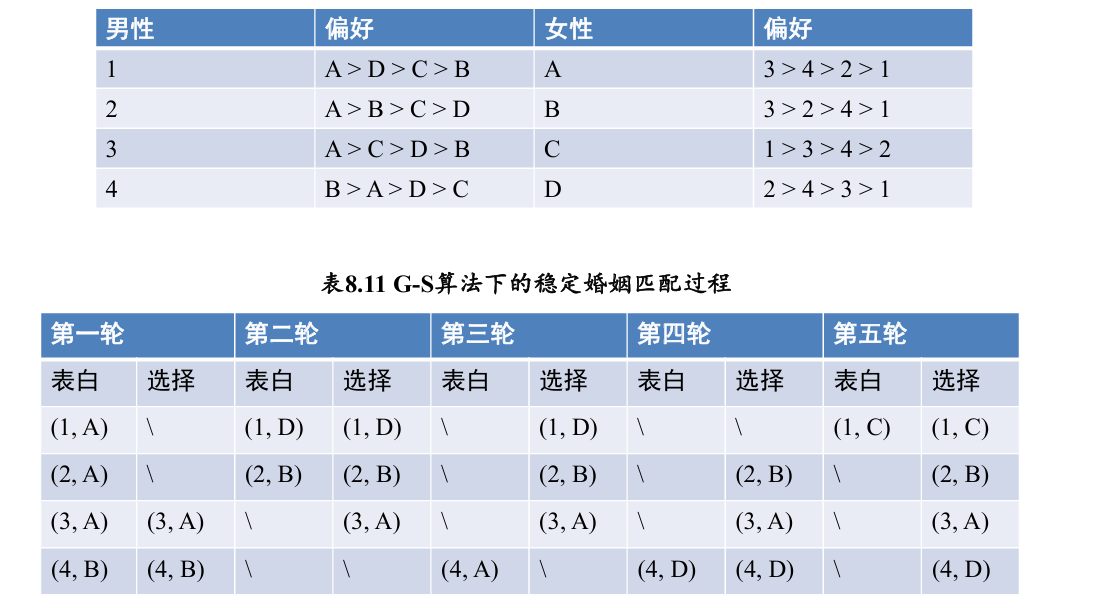 男性 偏好 女性 偏好
1 A > D > C > B A 3 > 4 > 2 > 1
2 A > B > C > D B 3 > 2 > 4 > 1
3 A > C > D > B C 1 > 3 > 4 > 2
4 B > A > D > C D 2 > 4 > 3 > 1
表8.11 G-S算法下的稳定婚姻匹配过程
第一轮 第二轮 第三轮 第四轮 第五轮
表白 选择 表白 选择 表白 选择 表白 选择 表白 选择
(1, A) \ (1, D) (1, D) \ (1, D) \ \ (1, C) (1, C)
(2, A) \ (2, B) (2, B) \ (2, B) \ (2, B) \ (2, B)
(3, A) (3, A) \ (3, A) \ (3, A) \ (3, A) \ (3, A)
(4, B) (4, B) \ \ (4, A) \ (4, D) (4, D) \ (4, D)